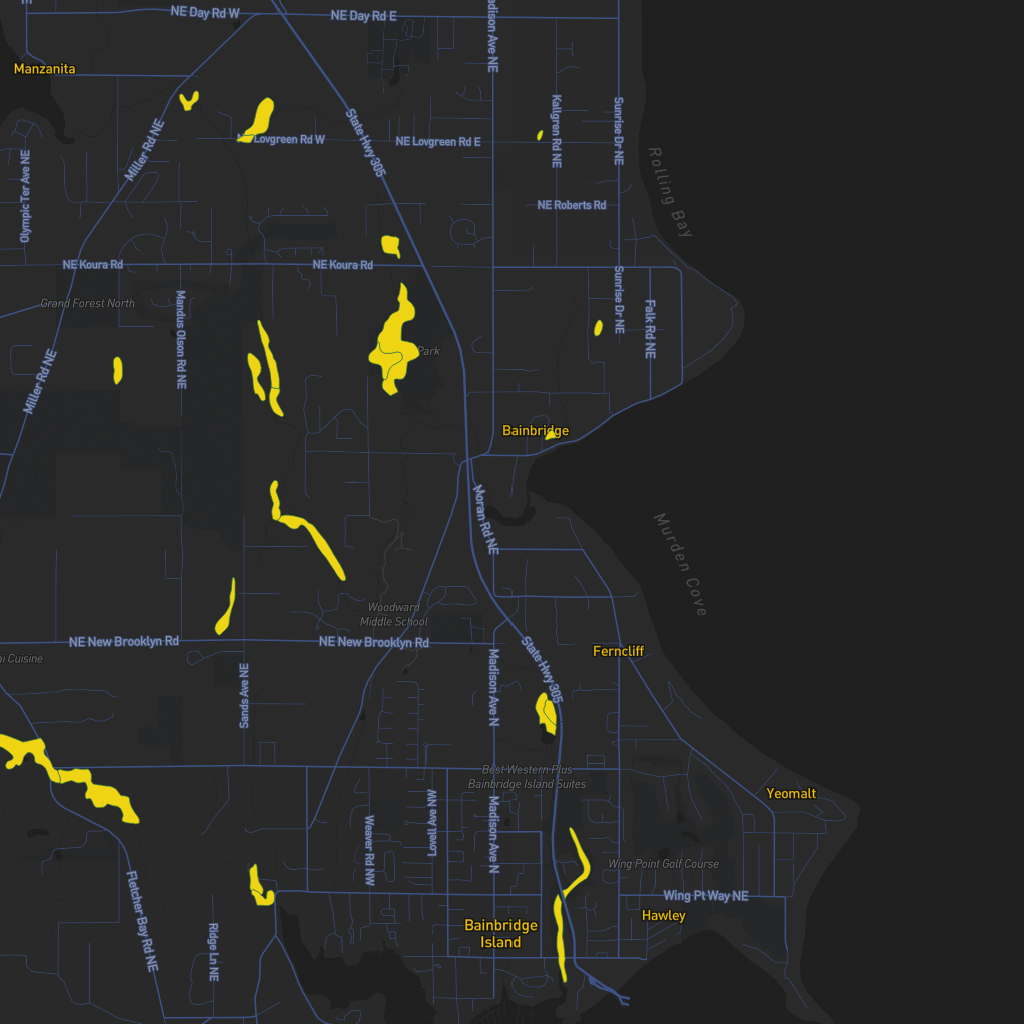 NE Day Rd W
NE Day Rd E
Manzanita
Madison Ave NE
Miller Rd NE
Lovgreen Rd W
State Hwy 305
NE Lovgreen Rd E
Kallgren Rd NE
Sunrise Dr NE
Rolling Bay
Olympic Ter Ave NE
NE Roberts Rd
NE Koura Rd
NE Koura Rd
Grand Forest North
Mandus Olson Rd NE
Sunrise Dr NE
Falk Rd NE
Miller Rd NE
Park
Bainbridge
Moran Rd NE
Murden Cove
Woodward
Middle School
NE New Brooklyn Rd
NE New Brooklyn Rd
State Hwy 305
Ferncliff
ai Cuisine
Sands Ave NE
Madison Ave N
Best Western Plus
Bainbridge Island Suites
Yeomalt
Weaver Rd NW
Lovell Ave NW
Madison Ave N
Wing Point Golf Course
Fletcher Bay Rd NE
Wing Pt Way NE
Hawley
Ridge Ln NE
Bainbridge
Island